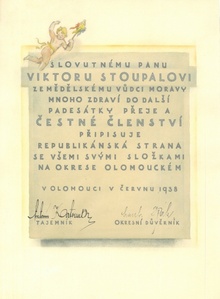 SLOVUTNÉMU PANU
VIKTORU STOUPALOVI
ZEMĚDĚLSKÉMU VŮDCI MORAVY
MNOHO ZDRAVÍ DO DALŠÍ
PADESÁTKY PŘEJE A
ČESTNÉ ČLENSTVÍ
PŘIPISUJE
REPUBLIKÁNSKÁ STRANA
SE VŠEMI SVÝMI SLOŽKAMI
NA OKRESE OLOMOUCKÉM
V OLOMOUCI V ČERVNU 1938
TAJEMNÍK
OKRESNÍ DŮVĚRNÍK